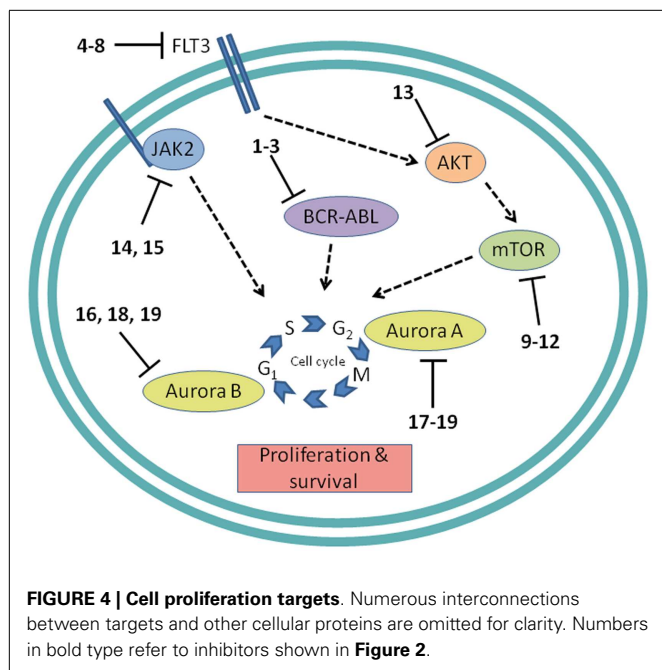 4-8
FLT3
13
JAK2
1-3
AKT
BCR-ABL
14, 15
mTOR
16, 18, 19
S
G2
Aurora A
9-12
Cell cycle
G1
M
Aurora B
17-19
Proliferation &
survival
FIGURE 4 | Cell proliferation targets. Numerous interconnections
between targets and other cellular proteins are omitted for clarity. Numbers
in bold type refer to inhibitors shown in Figure 2.